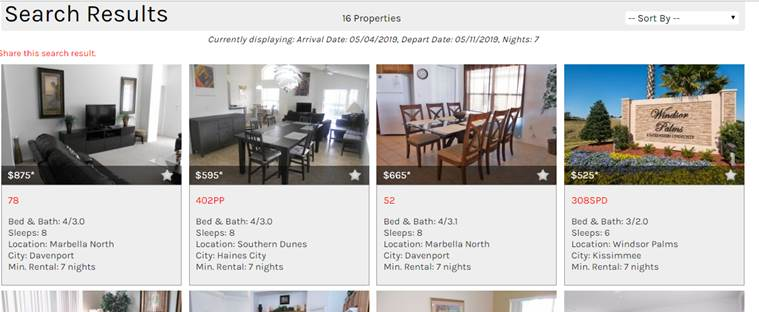 Search Results
16 Properties
-- Sort By --
Currently displaying: Arrival Date: 05/04/2019, Depart Date: 05/11/2019, Nights: 7
Share this search result.
$875*
78
Bed & Bath: 4/3.0
Sleeps: 8
Location: Marbella North
City: Davenport
Min. Rental: 7 nights
$595*
402PP
Bed & Bath: 4/3.0
Sleeps: 8
Location: Southern Dunes
City: Haines City
Min. Rental: 7 nights
$665*
52
Bed & Bath: 4/3.1
Sleeps: 8
Location: Marbella North
City: Davenport
Min. Rental: 7 nights
Windsor
Palms
$525*
308SPD
Bed & Bath: 3/2.0
Sleeps: 6
Location: Windsor Palms
City: Kissimmee
Min. Rental: 7 nights